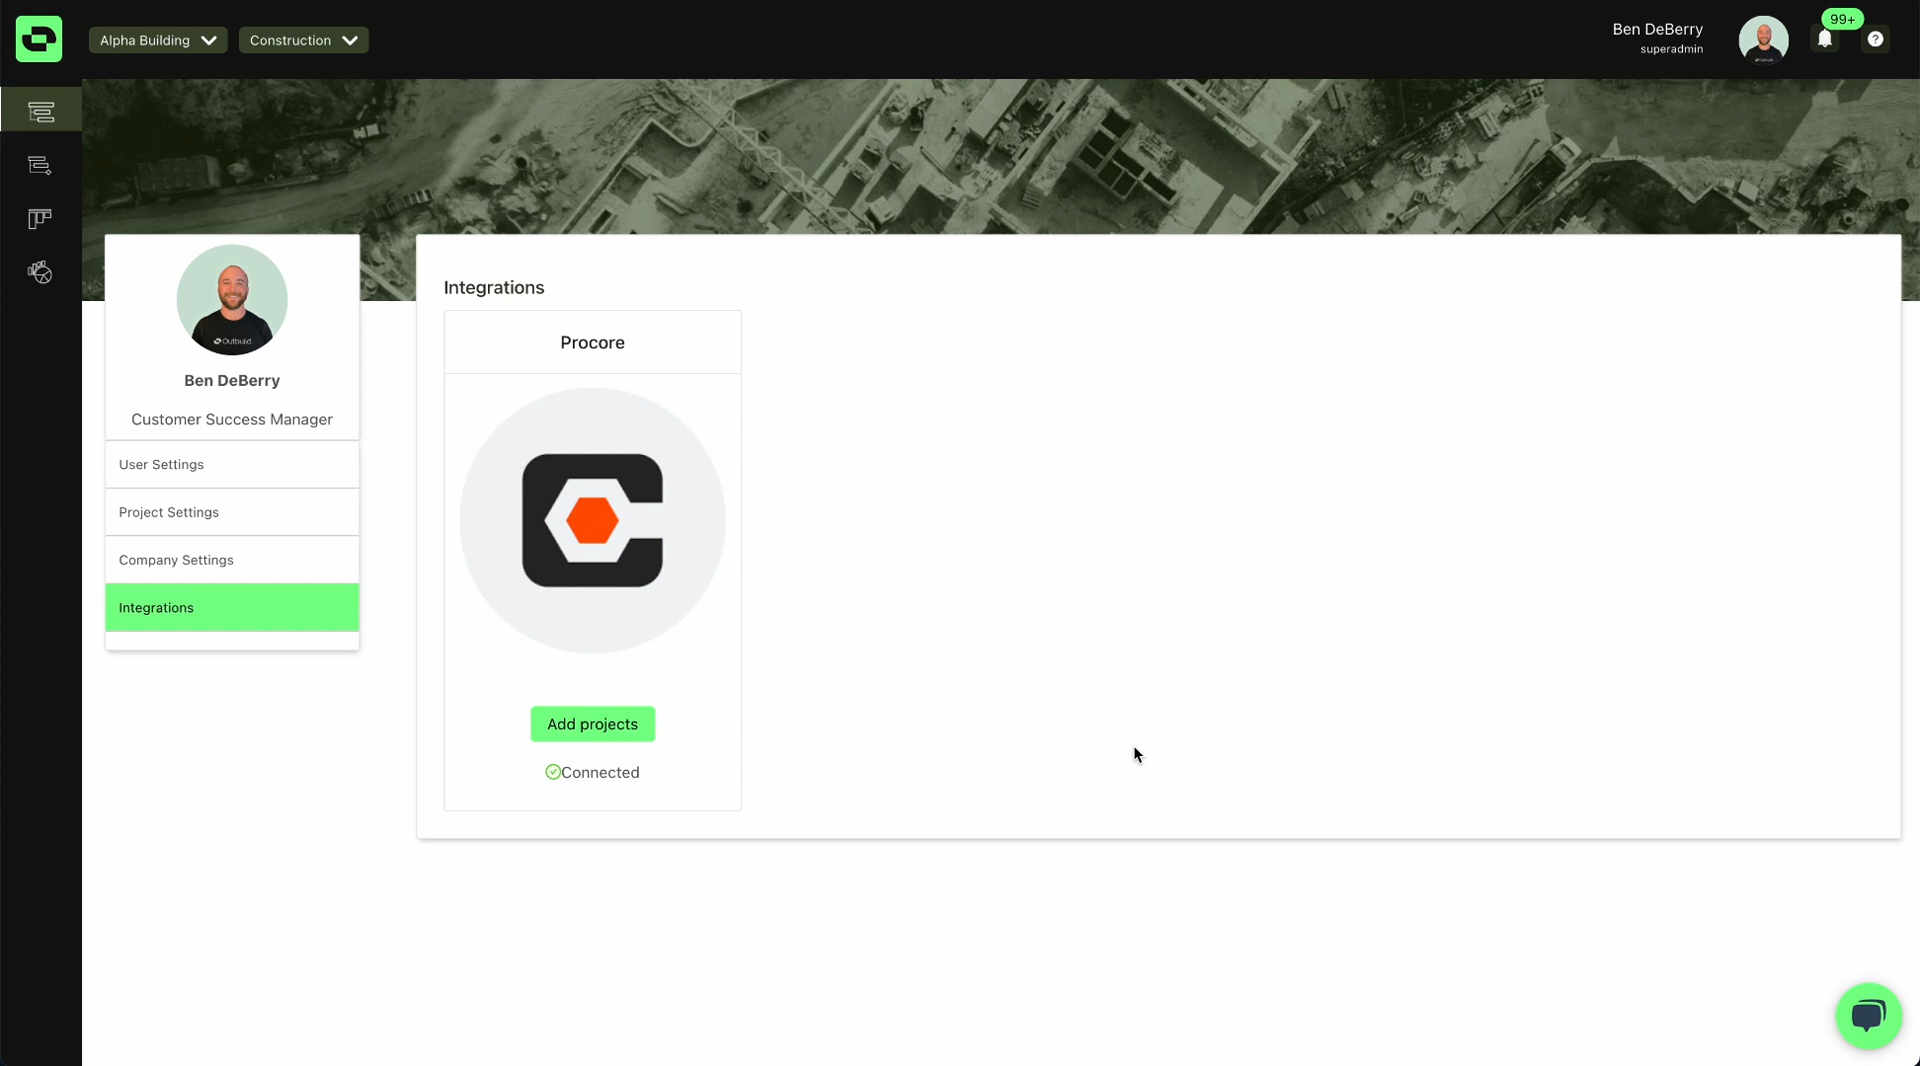 Alpha Building
Construction
Ben DeBerry
superadmin
99+
?
Outbuild
Ben DeBerry
Customer Success Manager
User Settings
Project Settings
Company Settings
Integrations
Integrations
Procore
Add projects
Connected